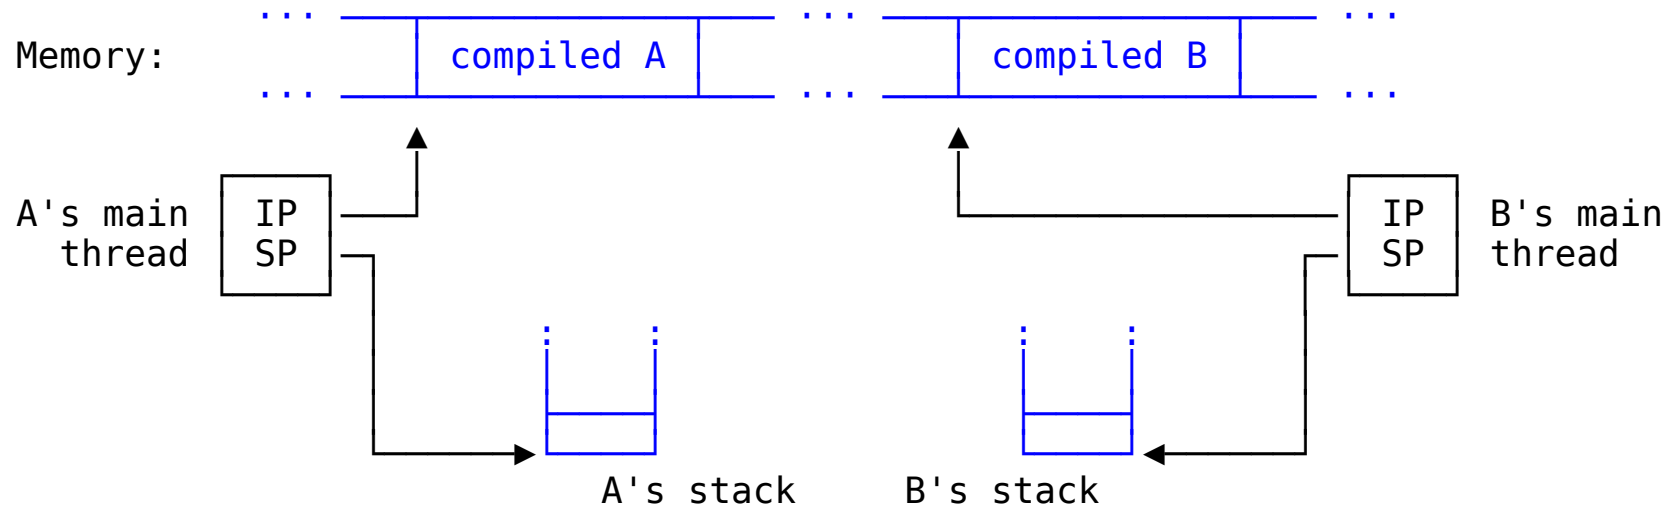 ... ... ...
Memory: compiled A compiled B
... ... ...
A's main IP IP B's main
thread SP SP thread
: : : :
A's stack B's stack